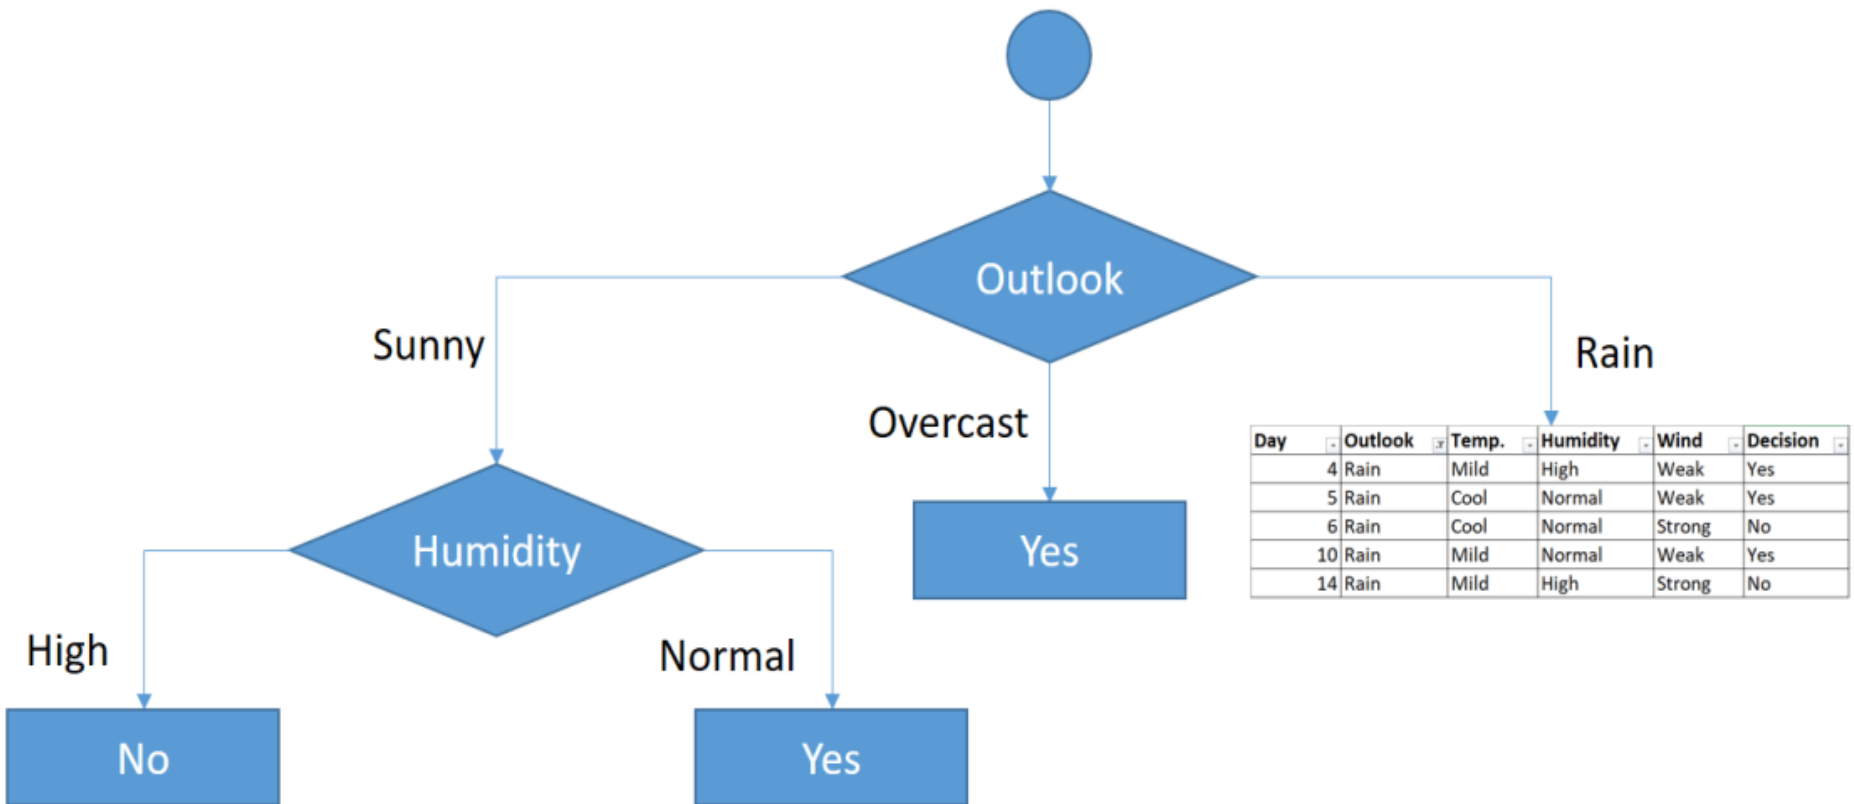 Outlook
Sunny
Rain
Overcast
Day Outlook Temp. Humidity Wind Decision
4 Rain Mild High Weak Yes
5 Rain Cool Normal Weak Yes
6 Rain Cool Normal Strong No
10 Rain Mild Normal Weak Yes
14 Rain Mild High Strong No
Humidity
Yes
High
Normal
No
Yes